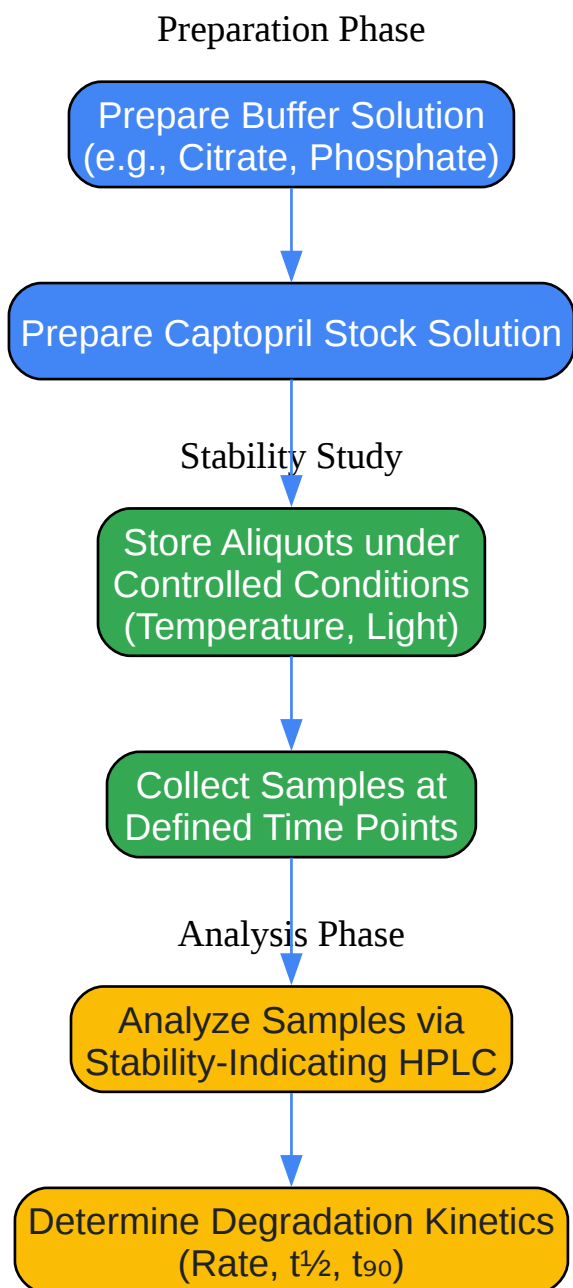 Preparation Phase
Prepare Buffer Solution
(e.g., Citrate, Phosphate)
Prepare Captopril Stock Solution
Stability Study
Store Aliquots under
Controlled Conditions
(Temperature, Light)
Collect Samples at
Defined Time Points
Analysis Phase
Analyze Samples via
Stability-Indicating HPLC
Determine Degradation Kinetics
(Rate, t½, t₉₀)